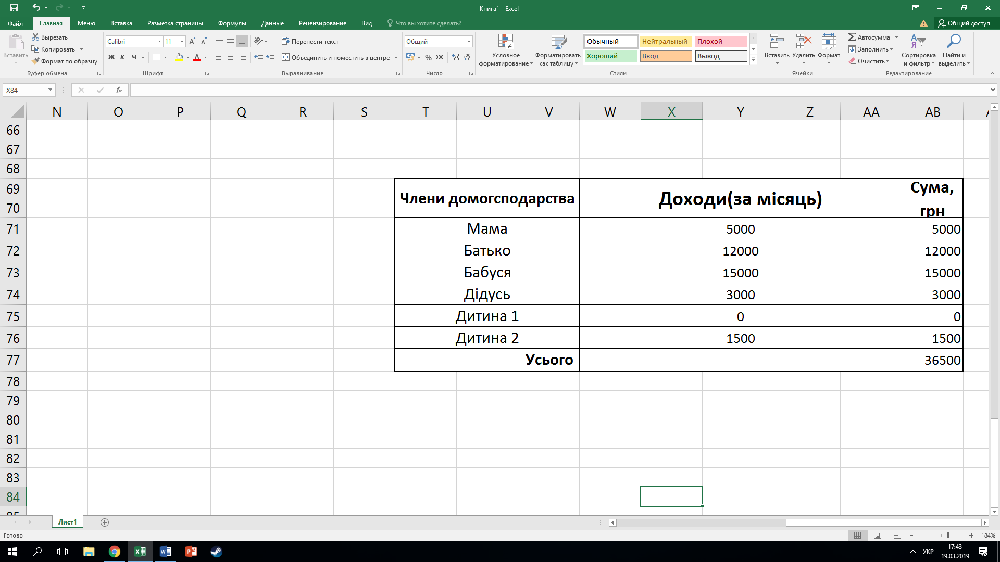 Книга1 - Excel
Файл Главная Меню Вставка Разметка страницы Формулы Данные Рецензирование Вид Что вы хотите сделать? Общий доступ
Вставить
Вырезать
Копировать
Формат по образцу
Буфер обмена
Calibri 11
Ж К Ч
Шрифт
Перенести текст
Объединить и поместить в центре
Выравнивание
Общий
% 000
Число
Условное форматирование
Форматировать как таблицу
Обычный Нейтральный Плохой
Хороший Ввод Вывод
Стили
Вставить Удалить Формат
Ячейки
Автосумма
Заполнить
Очистить
Сортировка и фильтр
Найти и выделить
Редактирование
X84
fx
N O P Q R S T U V W X Y Z AA AB
66
67
68
69
70
71
72
73
74
75
76
77
78
79
80
81
82
83
84
85
Члени домогсподарства Доходи(за місяць) Сума, грн
Мама 5000 5000
Батько 12000 12000
Бабуся 15000 15000
Дідусь 3000 3000
Дитина 1 0 0
Дитина 2 1500 1500
Усього 36500
Лист1
Готово
184%
УКР
17:43
19.03.2019